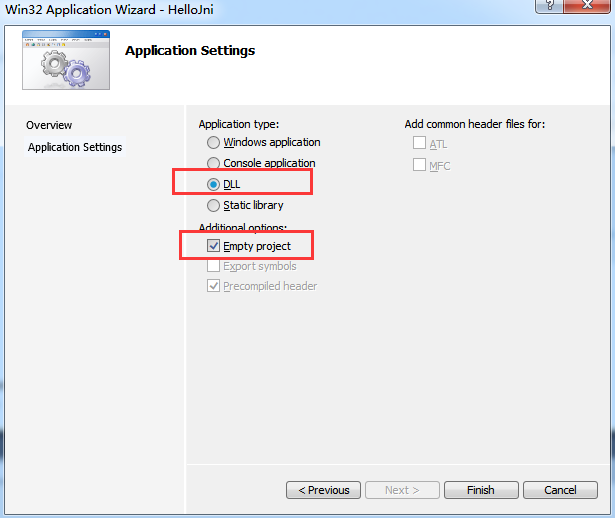 Win32 Application Wizard - HelloJni
?
Application Settings
Overview
Application Settings
Application type:
Windows application
Console application
DLL
Static library
Additional options:
Empty project
Export symbols
Precompiled header
Add common header files for:
ATL
MFC
< Previous
Next >
Finish
Cancel